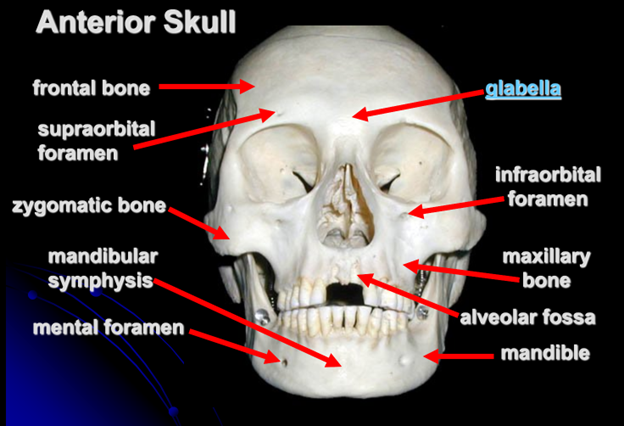 Anterior Skull
frontal bone
glabella
supraorbital
foramen
infraorbital
foramen
zygomatic bone
mandibular
symphysis
maxillary
bone
mental foramen
alveolar fossa
mandible